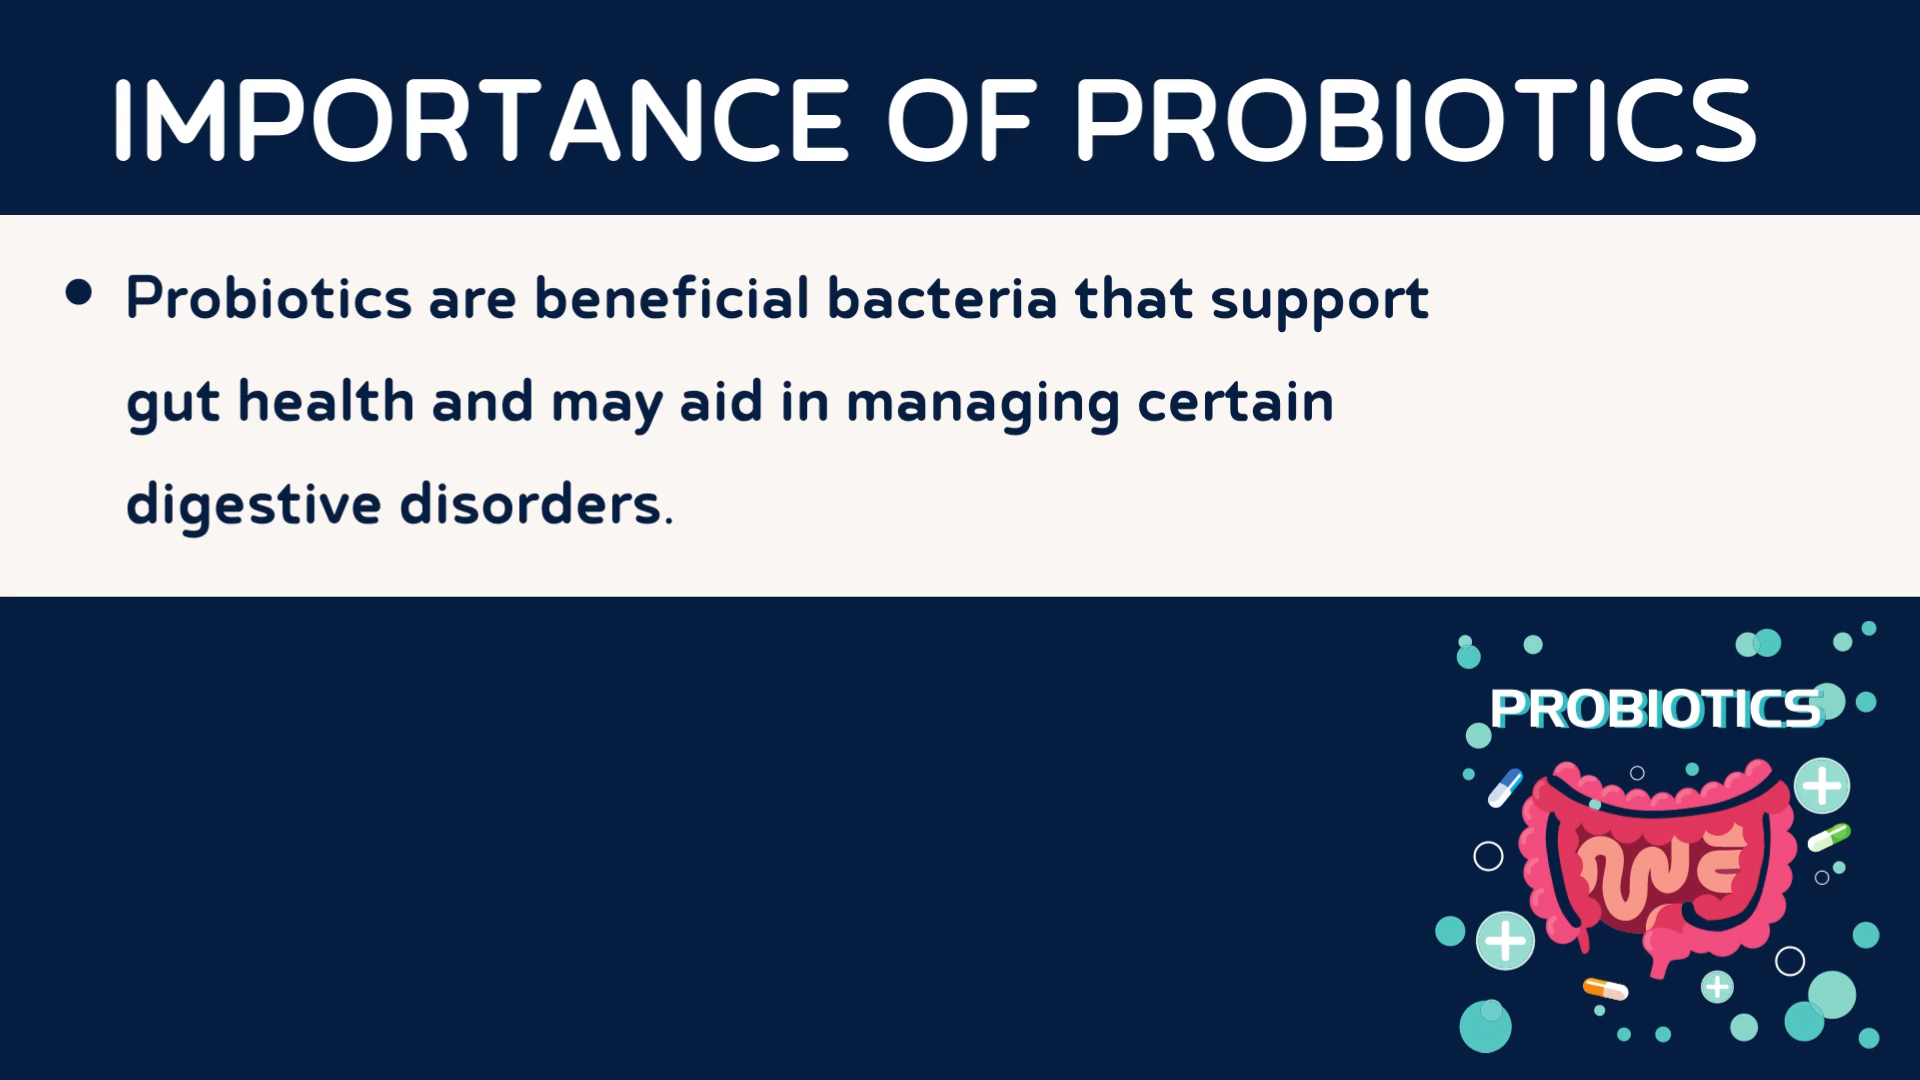 IMPORTANCE OF PROBIOTICS
• Probiotics are beneficial bacteria that support
gut health and may aid in managing certain
digestive disorders.
PROBIOTICS